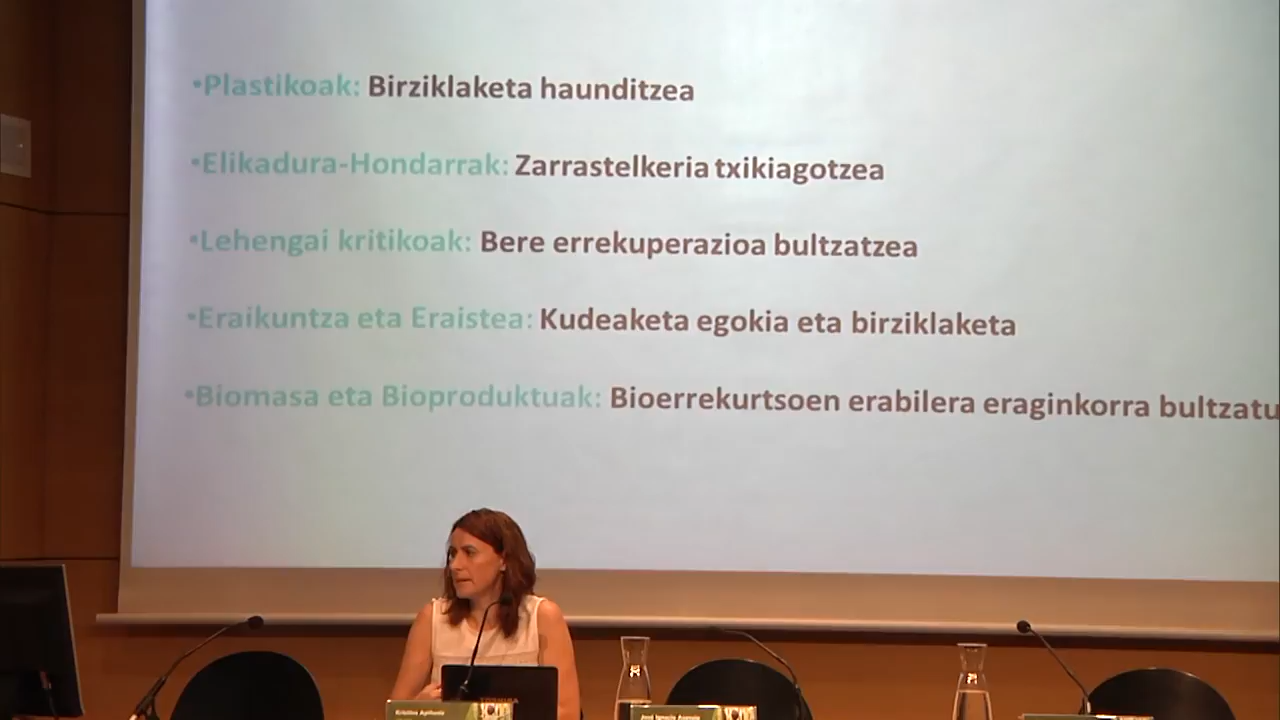 •Plastikoak: Birziklaketa haunditzea
•Elikadura-Hondarrak: Zarrastelkeria txikiagotzea
•Lehengai kritikoak: Bere errekuperazioa bultzatzea
•Eraikuntza eta Eraistea: Kudeaketa egokia eta birziklaketa
•Biomasa eta Bioproduktuak: Bioerrekurtsoen erabilera eraginkorra bultzatu
TOSHIBA